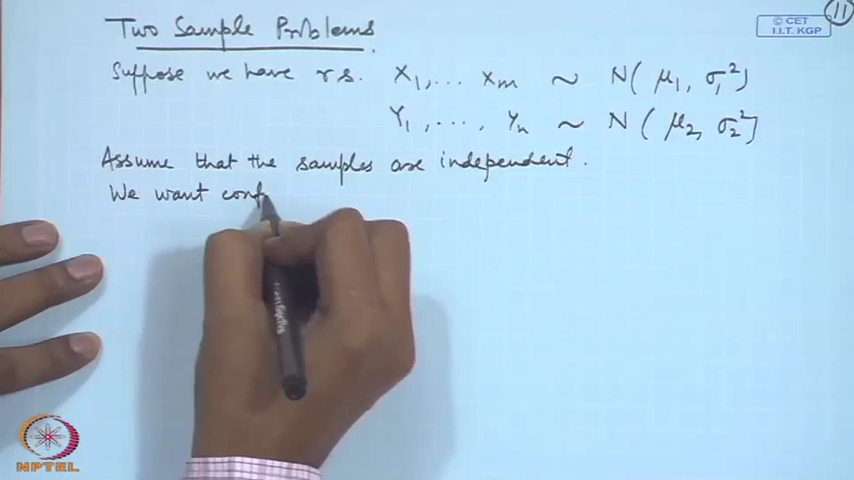 11
© CET
I.I.T. KGP
Two Sample Problems.
Suppose we have r.s. X₁,... Xₘ ~ N( μ₁, σ₁²)
Y₁, ..., Yₙ ~ N( μ₂, σ₂²)
Assume that the samples are independent.
We want conf
NPTEL